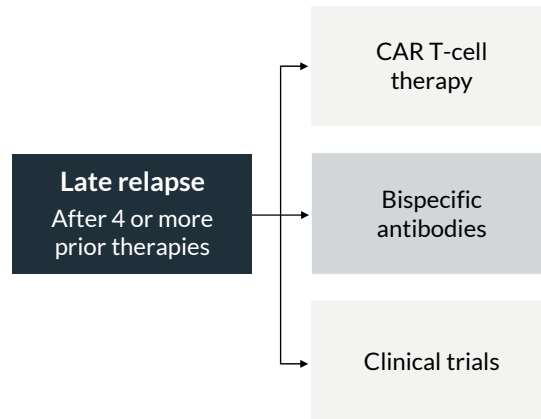 Late relapse
After 4 or more
prior therapies
CAR T-cell
therapy
Bispecific
antibodies
Clinical trials